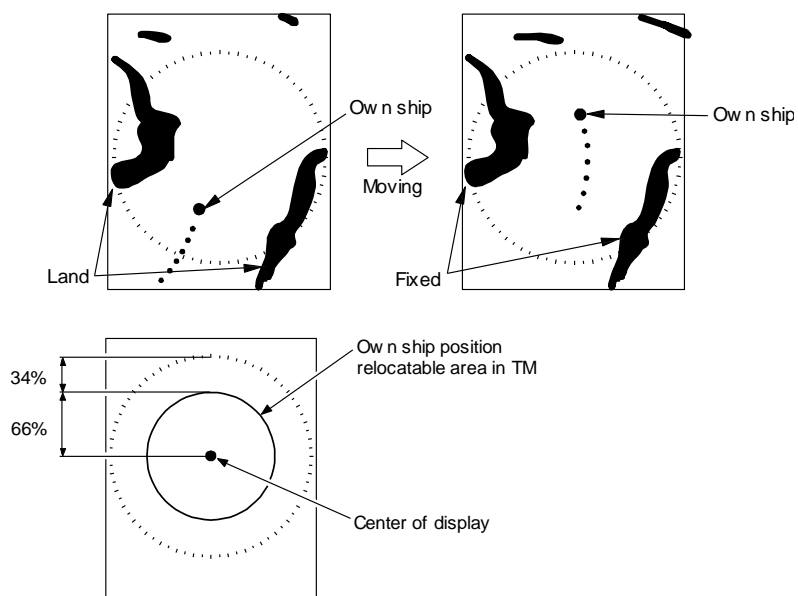 Own ship
Own ship
Moving
Land
Fixed
Own ship position
relocatable area in TM
34%
66%
Center of display